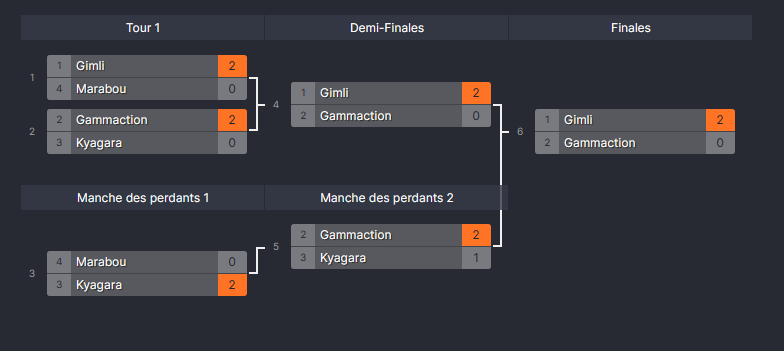 Tour 1 Demi-Finales Finales
1 1 Gimli 2
4 Marabou 0
2 2 Gammaction 2
3 Kyagara 0
4 1 Gimli 2
2 Gammaction 0
6 1 Gimli 2
2 Gammaction 0
Manche des perdants 1 Manche des perdants 2
3 4 Marabou 0
3 Kyagara 2
5 2 Gammaction 2
3 Kyagara 1